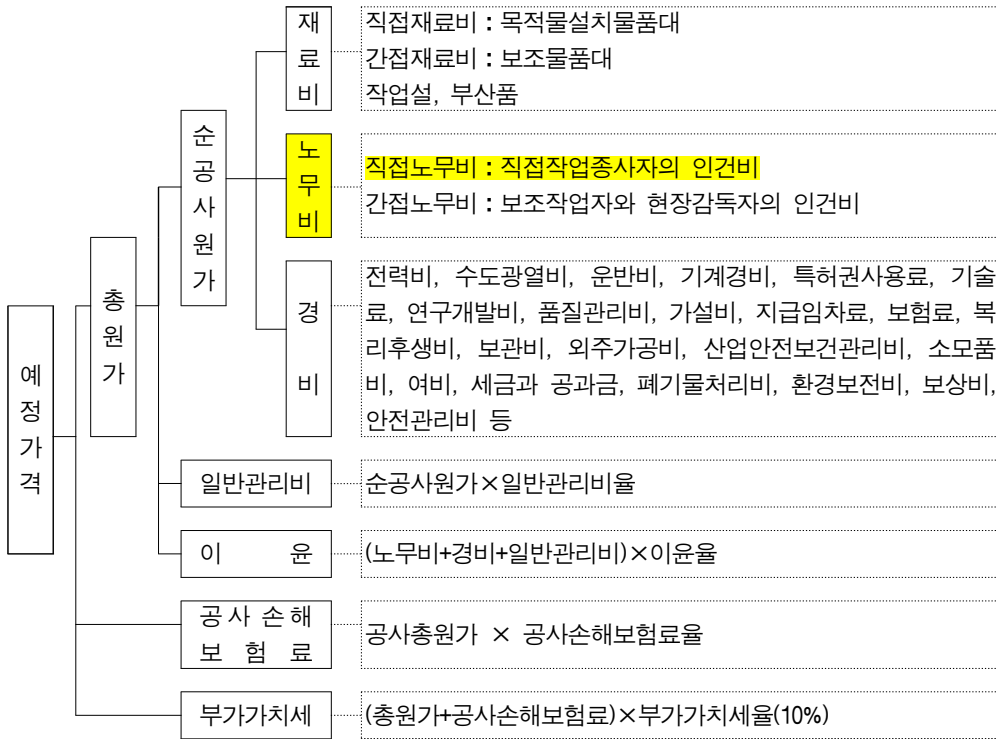 예정가격
총원가
순공사원가
재료비
직접재료비 : 목적물설치물품대
간접재료비 : 보조물품대
작업설, 부산품
노무비
직접노무비 : 직접작업종사자의 인건비
간접노무비 : 보조작업자와 현장감독자의 인건비
경비
전력비, 수도광열비, 운반비, 기계경비, 특허권사용료, 기술
료, 연구개발비, 품질관리비, 가설비, 지급임차료, 보험료, 복
리후생비, 보관비, 외주가공비, 산업안전보건관리비, 소모품
비, 여비, 세금과 공과금, 폐기물처리비, 환경보전비, 보상비,
안전관리비 등
일반관리비
순공사원가×일반관리비율
이 윤
(노무비+경비+일반관리비)×이윤율
공사 손해
보 험 료
공사총원가 × 공사손해보험료율
부가가치세
(총원가+공사손해보험료)×부가가치세율(10%)